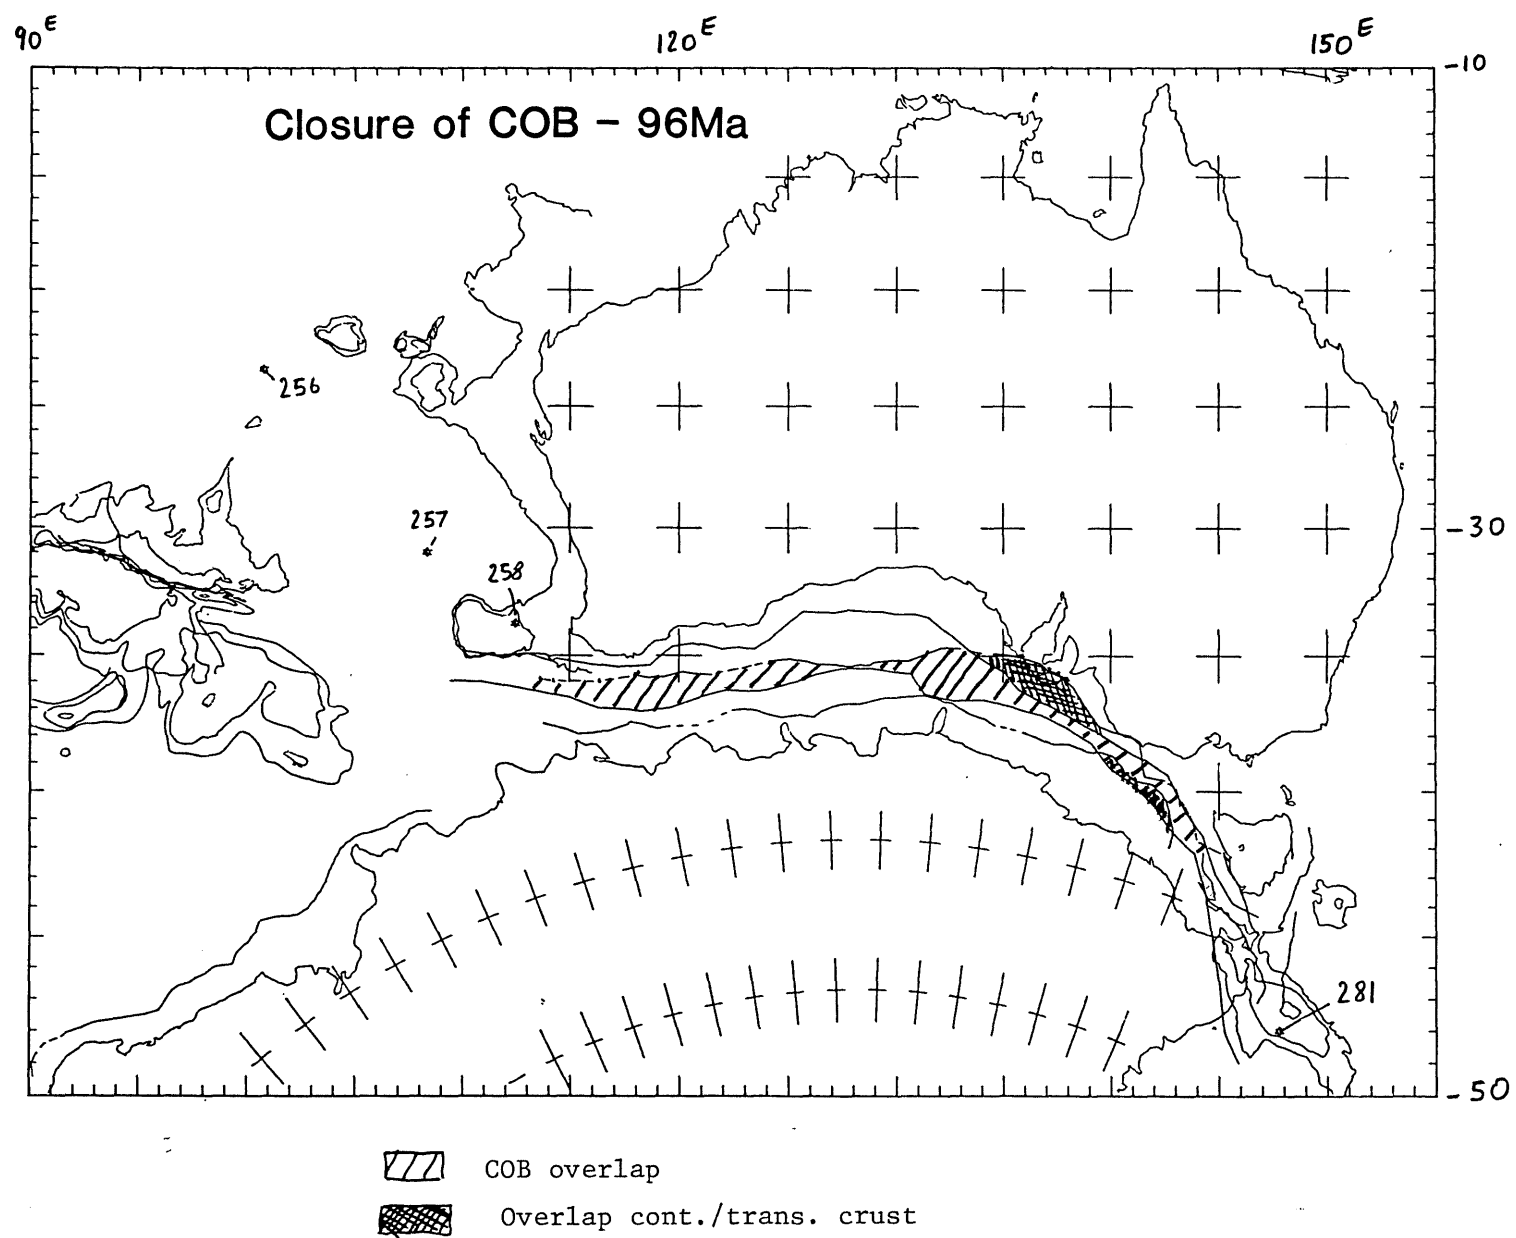 90E 120E 150E
-10
Closure of COB - 96Ma
256
257
-30
258
281
-50
COB overlap
Overlap cont./trans. crust